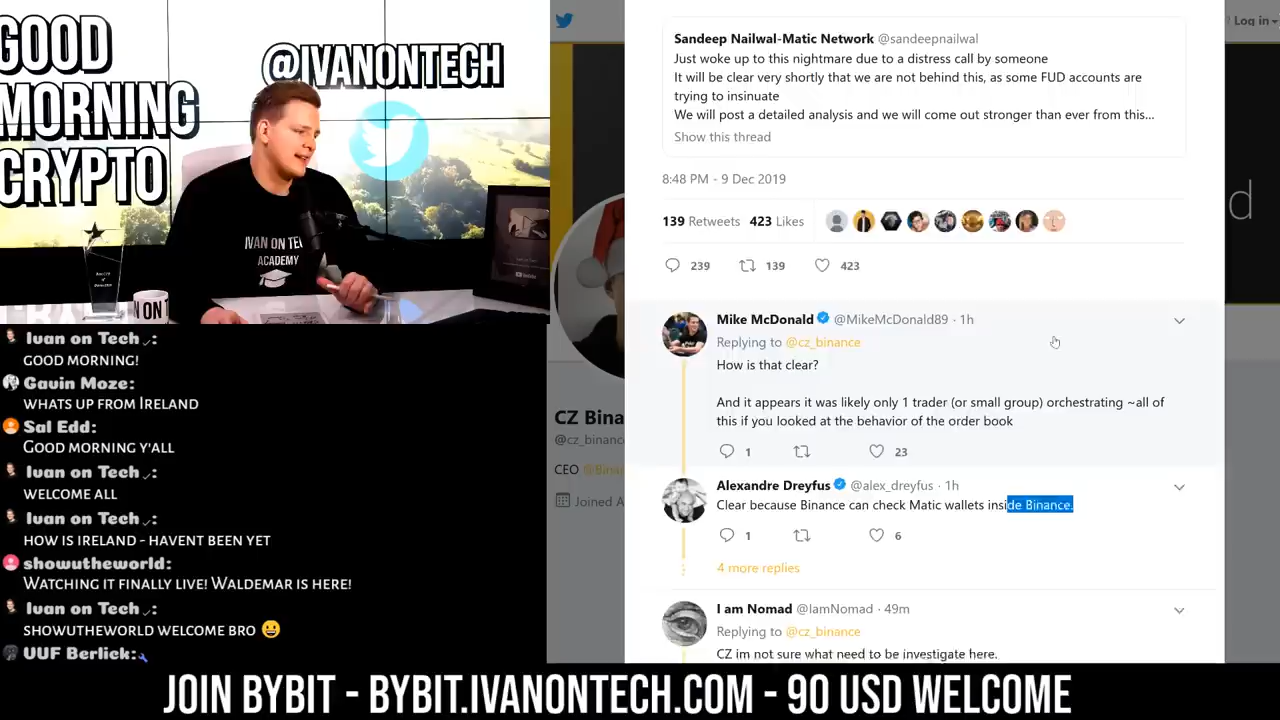 GOOD
MORNING
CRYPTO
@IVANONTECH
IVAN ON TECH
ACADEMY
IVAN ON T
Ivan on Tech:
GOOD MORNING!
Gavin Moze:
WHATS UP FROM IRELAND
Sal Edd:
GOOD MORNING Y'ALL
Ivan on Tech:
WELCOME ALL
Ivan on Tech:
HOW IS IRELAND - HAVENT BEEN YET
showutheworld:
WATCHING IT FINALLY LIVE! WALDEMAR IS HERE!
Ivan on Tech:
SHOWUTHEWORLD WELCOME BRO 😀
UUF Berlick:
Log in
d
CZ Bina
@cz_binance
CEO @Bina
Joined A
Sandeep Nailwal-Matic Network @sandeepnailwal
Just woke up to this nightmare due to a distress call by someone
It will be clear very shortly that we are not behind this, as some FUD accounts are
trying to insinuate
We will post a detailed analysis and we will come out stronger than ever from this...
Show this thread
8:48 PM - 9 Dec 2019
139 Retweets 423 Likes
239 139 423
Mike McDonald @MikeMcDonald89 · 1h
Replying to @cz_binance
How is that clear?
And it appears it was likely only 1 trader (or small group) orchestrating ~all of
this if you looked at the behavior of the order book
1 23
Alexandre Dreyfus @alex_dreyfus · 1h
Clear because Binance can check Matic wallets inside Binance.
1 6
4 more replies
I am Nomad @IamNomad · 49m
Replying to @cz_binance
CZ im not sure what need to be investigate here.
JOIN BYBIT - BYBIT.IVANONTECH.COM - 90 USD WELCOME